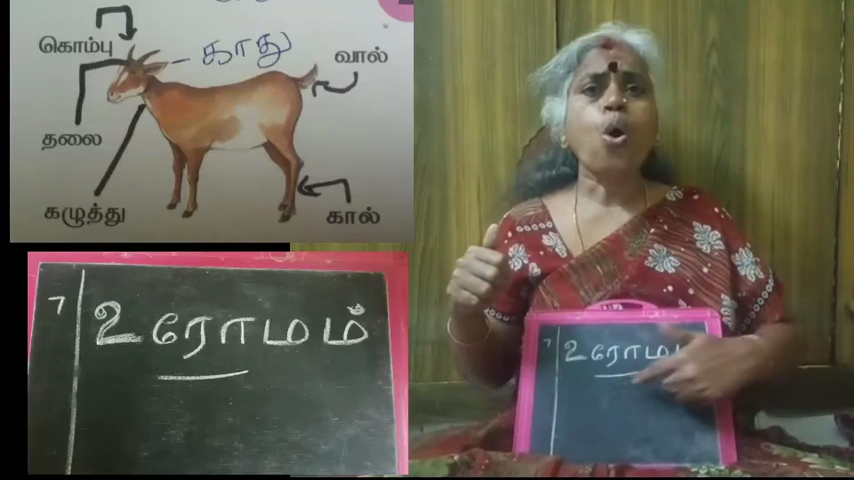 கொம்பு
காது
வால்
தலை
கழுத்து
கால்
7
உரோமம்
7
உரோம